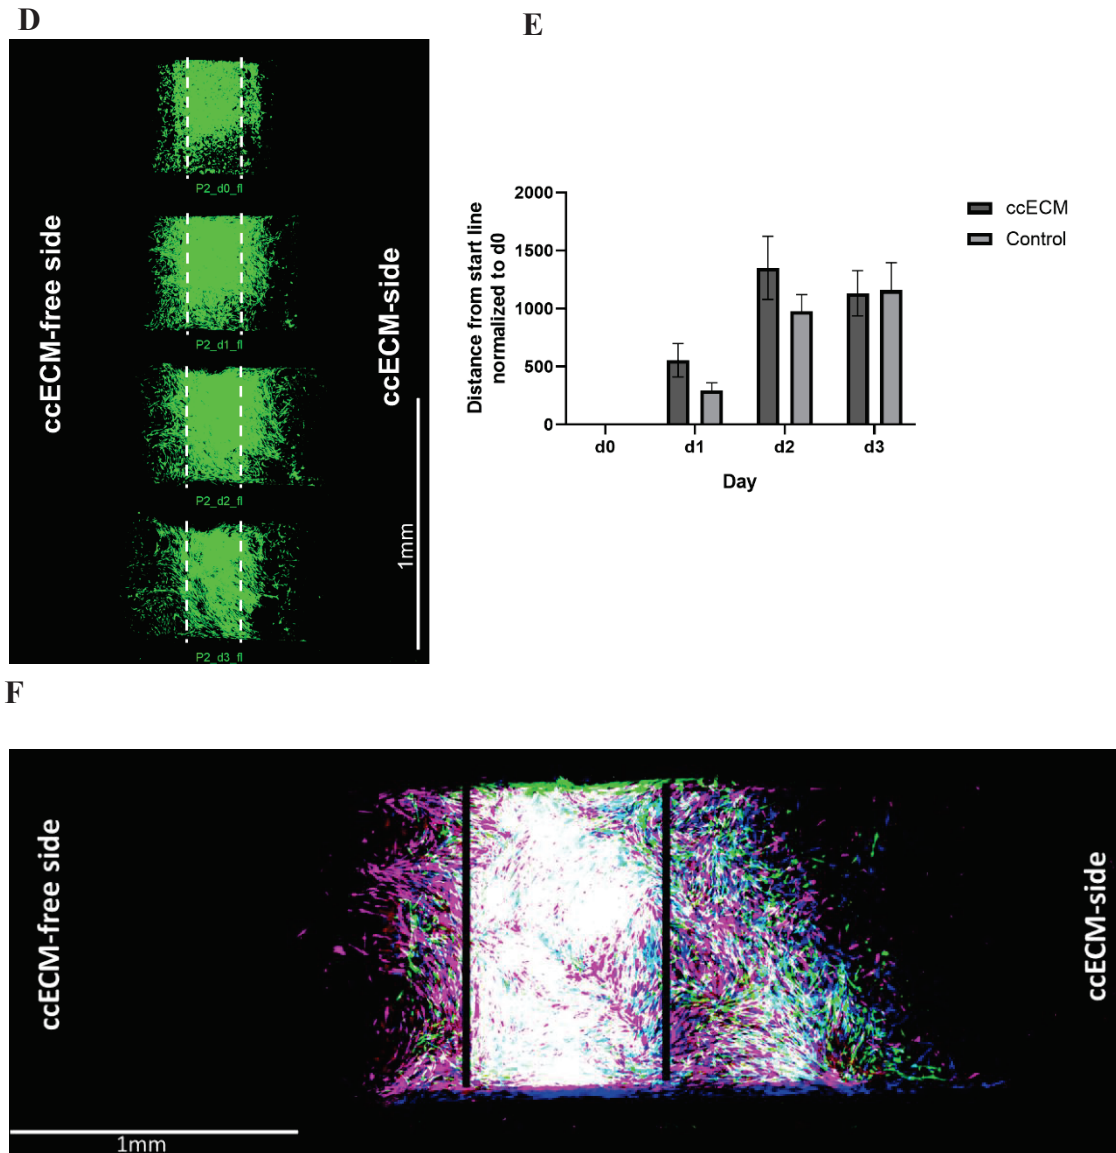 D
ccECM-free side
ccECM-side
P2_d0_fl
P2_d1_fl
P2_d2_fl
P2_d3_fl
1mm
E
Distance from start line
normalized to d0
2000
1500
1000
500
0
d0 d1 d2 d3
Day
ccECM
Control
F
ccECM-free side
ccECM-side
1mm